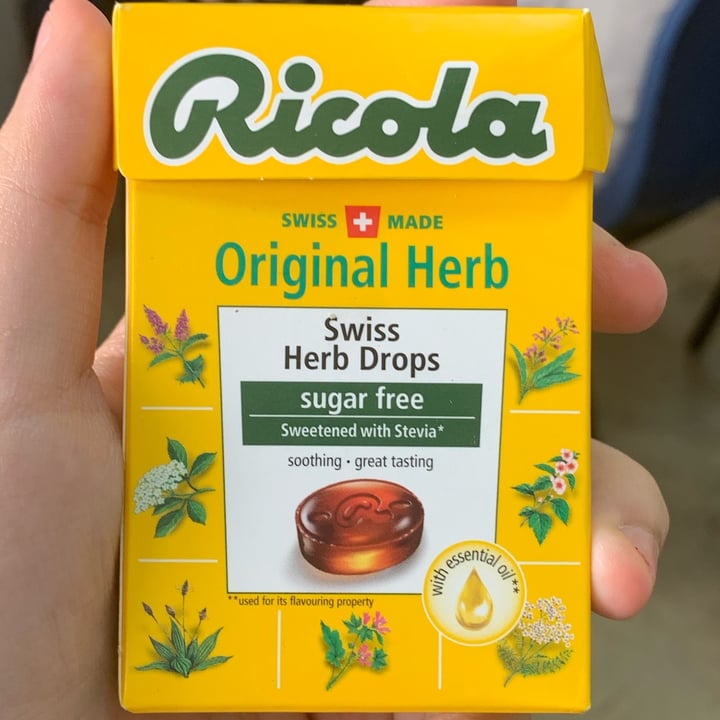 Ricola
SWISS MADE
Original Herb
Swiss
Herb Drops
sugar free
Sweetened with Stevia*
soothing • great tasting
with essential oil**
**used for its flavouring property